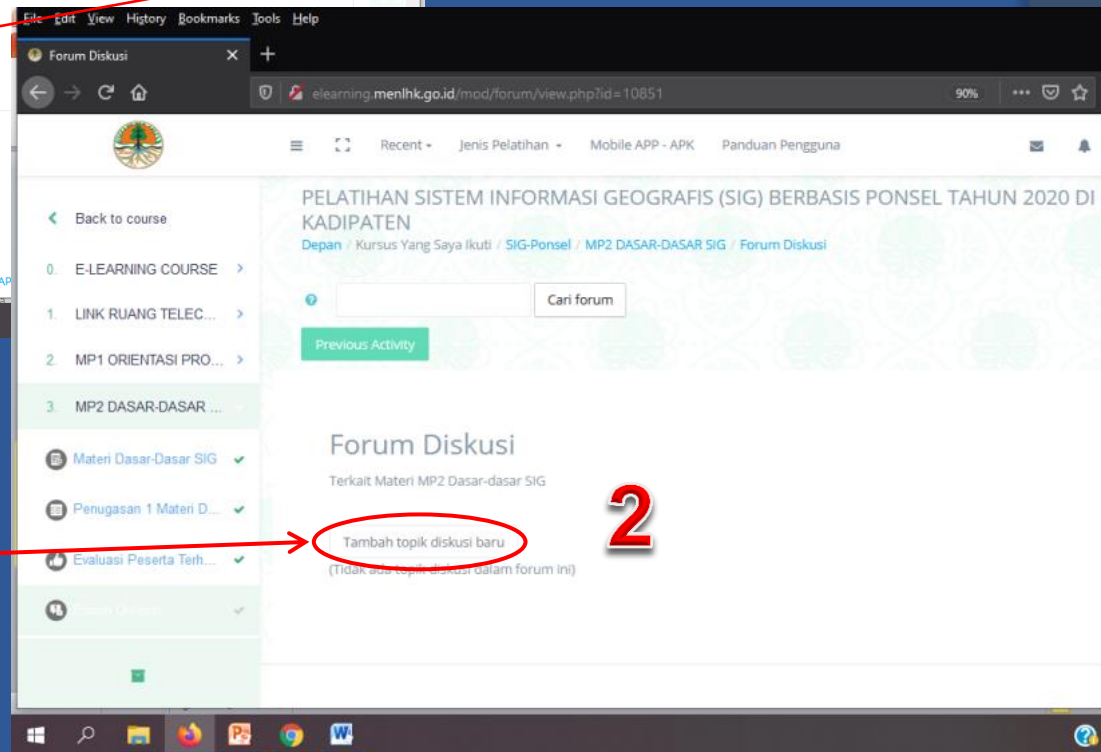 File Edit View History Bookmarks Tools Help
Forum Diskusi
elearning.menlhk.go.id/mod/forum/view.php?id=10851 90%
Recent Jenis Pelatihan Mobile APP - APK Panduan Pengguna
Back to course
0. E-LEARNING COURSE
1. LINK RUANG TELEC...
2. MP1 ORIENTASI PRO...
3. MP2 DASAR-DASAR ...
Materi Dasar-Dasar SIG
Penugasan 1 Materi D...
Evaluasi Peserta Terh...
Forum Diskusi
PELATIHAN SISTEM INFORMASI GEOGRAFIS (SIG) BERBASIS PONSEL TAHUN 2020 DI
KADIPATEN
Depan / Kursus Yang Saya Ikuti / SIG-Ponsel / MP2 DASAR-DASAR SIG / Forum Diskusi
Cari forum
Previous Activity
Forum Diskusi
Terkait Materi MP2 Dasar-dasar SIG
2
Tambah topik diskusi baru
(Tidak ada topik diskusi dalam forum ini)
AP